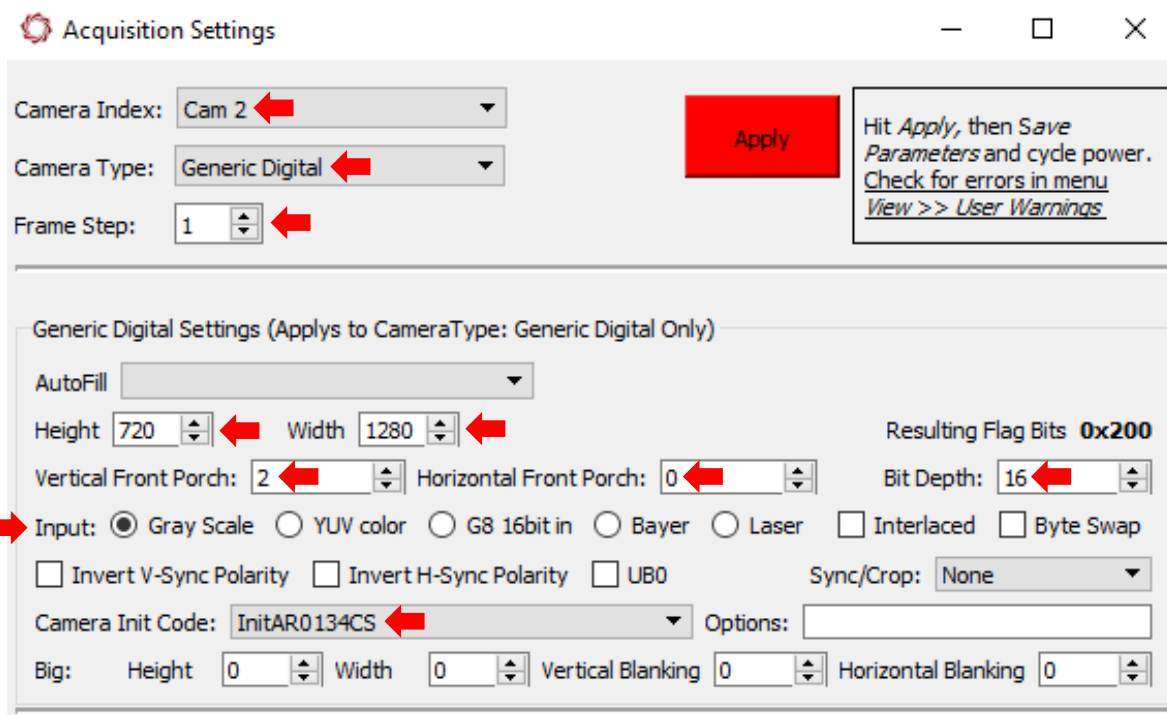 Acquisition Settings
Camera Index: Cam 2
Camera Type: Generic Digital
Frame Step: 1
Apply
Hit Apply, then Save
Parameters and cycle power.
Check for errors in menu
View >> User Warnings
Generic Digital Settings (Applys to CameraType: Generic Digital Only)
AutoFill
Height 720 Width 1280 Resulting Flag Bits 0x200
Vertical Front Porch: 2 Horizontal Front Porch: 0 Bit Depth: 16
Input: Gray Scale YUV color G8 16bit in Bayer Laser Interlaced Byte Swap
Invert V-Sync Polarity Invert H-Sync Polarity UB0 Sync/Crop: None
Camera Init Code: InitAR0134CS Options:
Big: Height 0 Width 0 Vertical Blanking 0 Horizontal Blanking 0